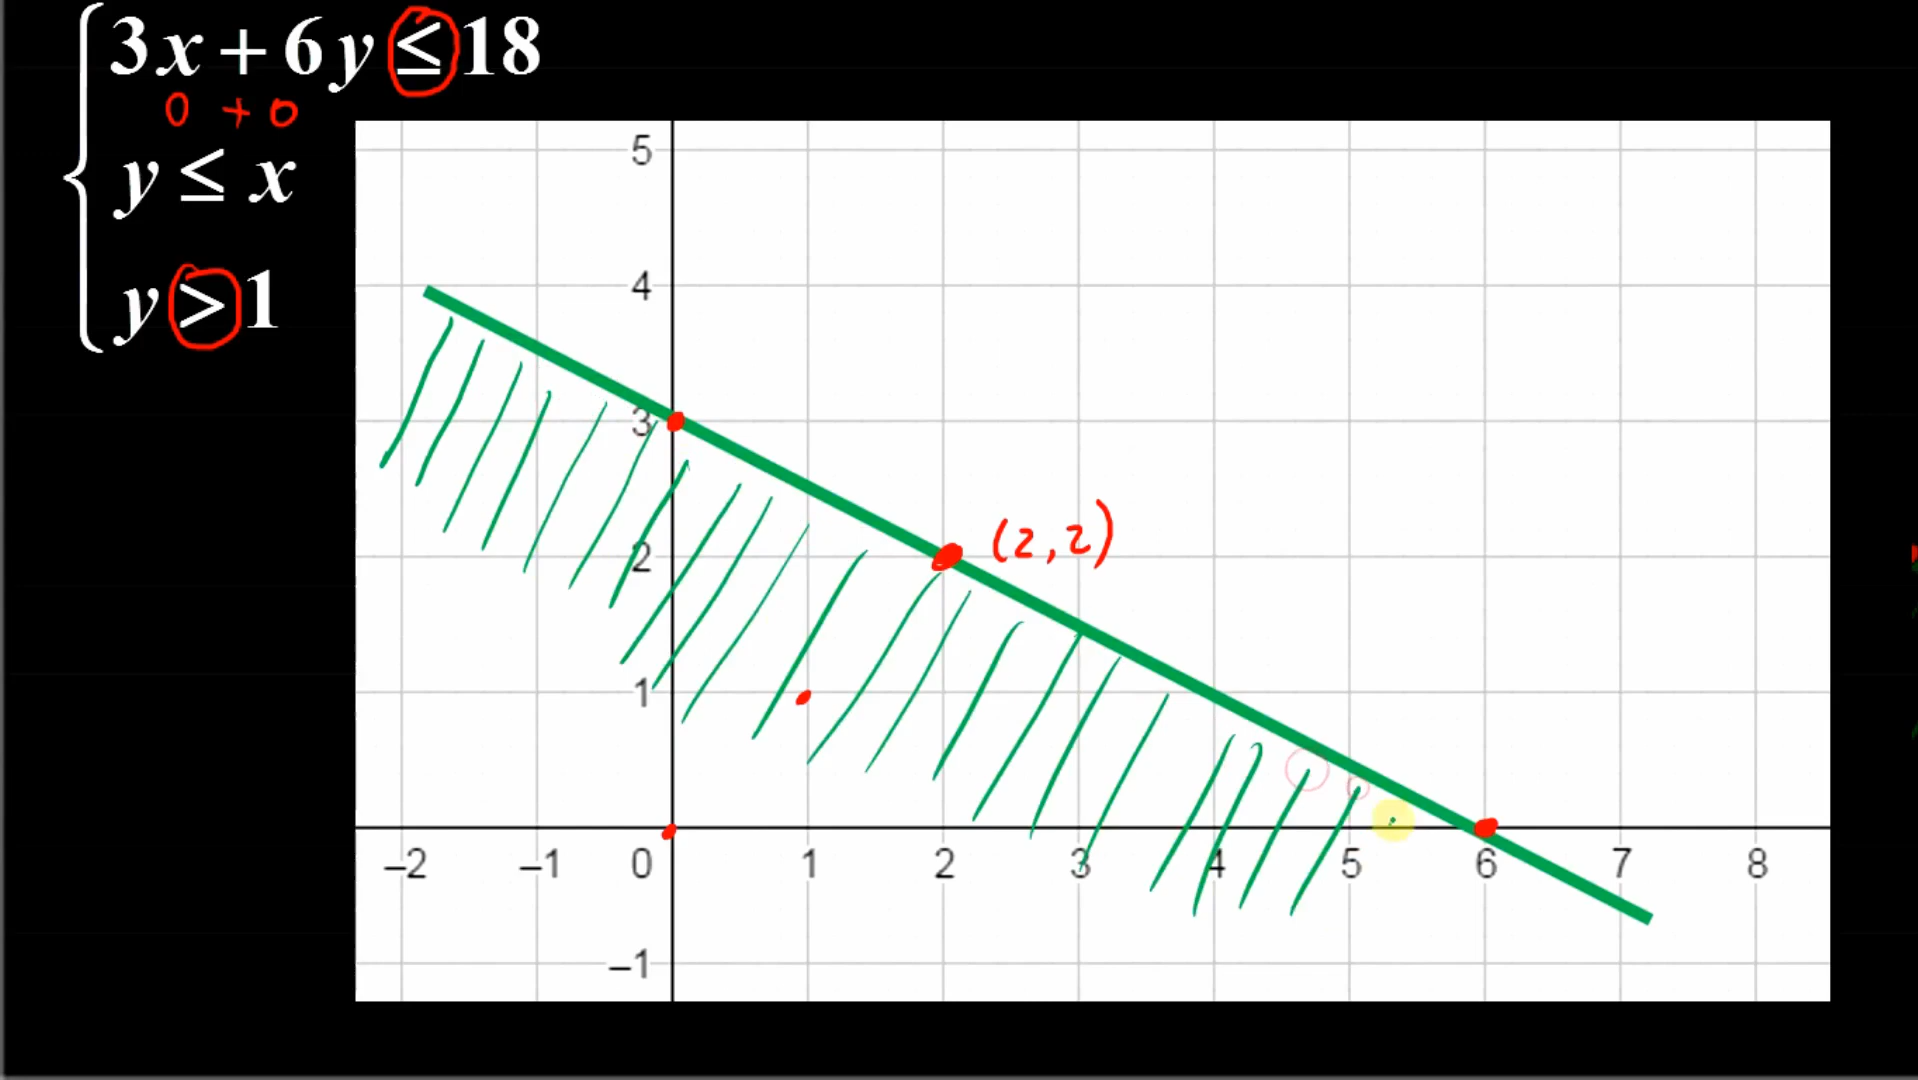 3x + 6y ≤ 18
0 + 0
y ≤ x
y > 1
5
4
3
(2,2)
2
1
-2 -1 0 1 2 3 4 5 6 7 8
-1